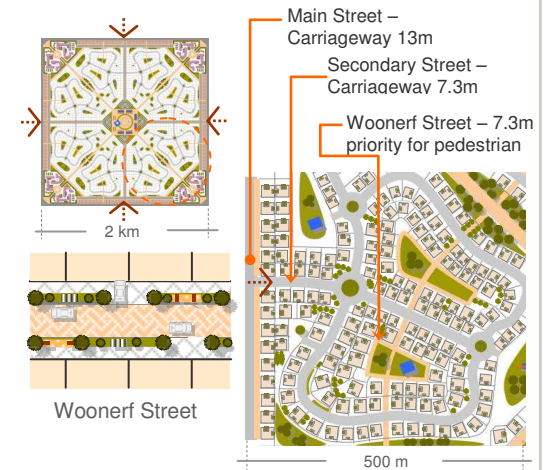 Main Street –
Carriageway 13m
Secondary Street –
Carriageway 7.3m
Woonerf Street – 7.3m
priority for pedestrian
2 km
Woonerf Street
500 m